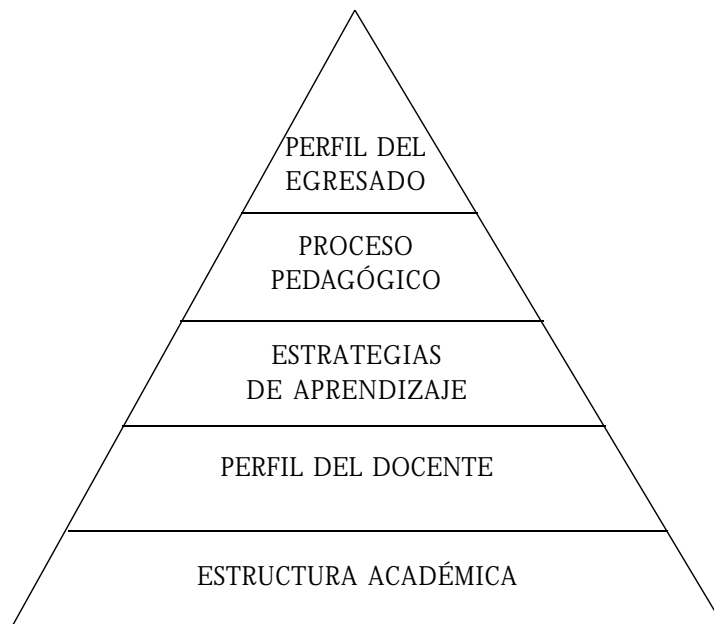 PERFIL DEL
EGRESADO
PROCESO
PEDAGÓGICO
ESTRATEGIAS
DE APRENDIZAJE
PERFIL DEL DOCENTE
ESTRUCTURA ACADÉMICA